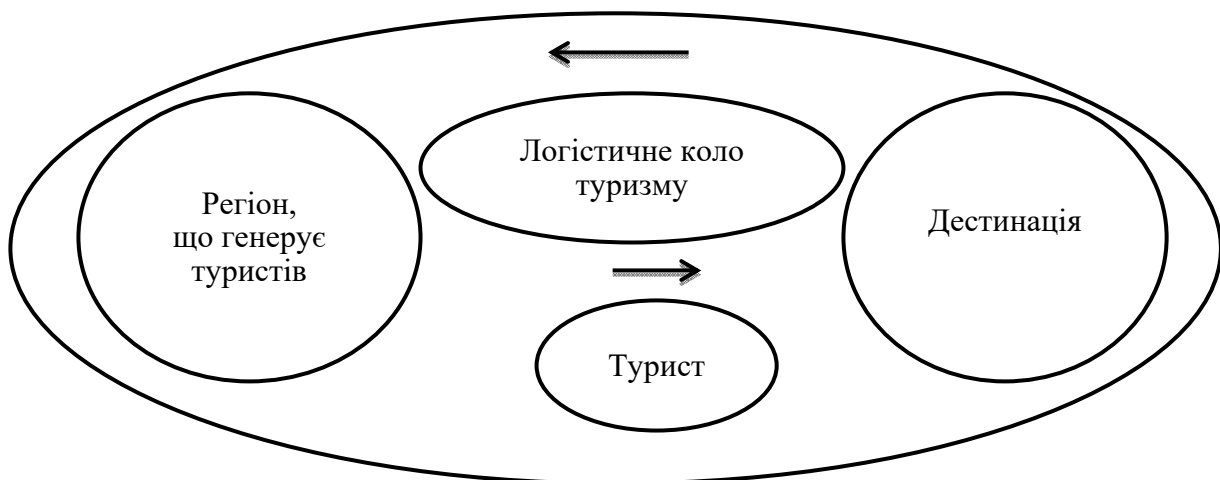 Регіон,
що генерує
туристів
Логістичне коло
туризму
Дестинація
Турист